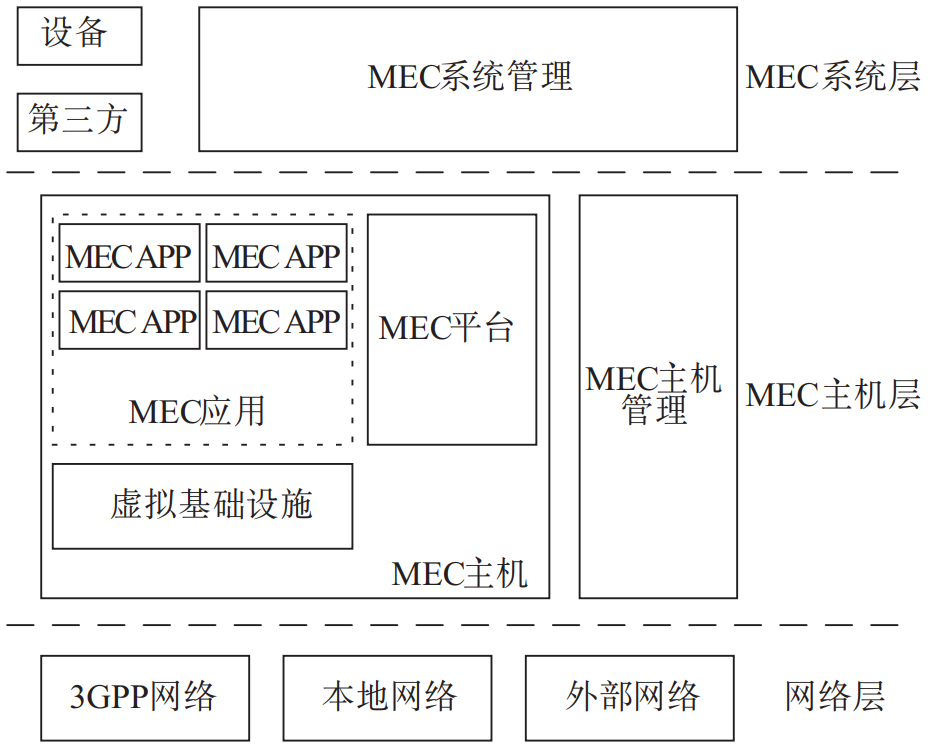 设备
MEC系统管理
MEC系统层
第三方
MEC APP
MEC APP
MEC APP
MEC APP
MEC应用
MEC平台
虚拟基础设施
MEC主机
MEC主机
管理
MEC主机层
3GPP网络
本地网络
外部网络
网络层